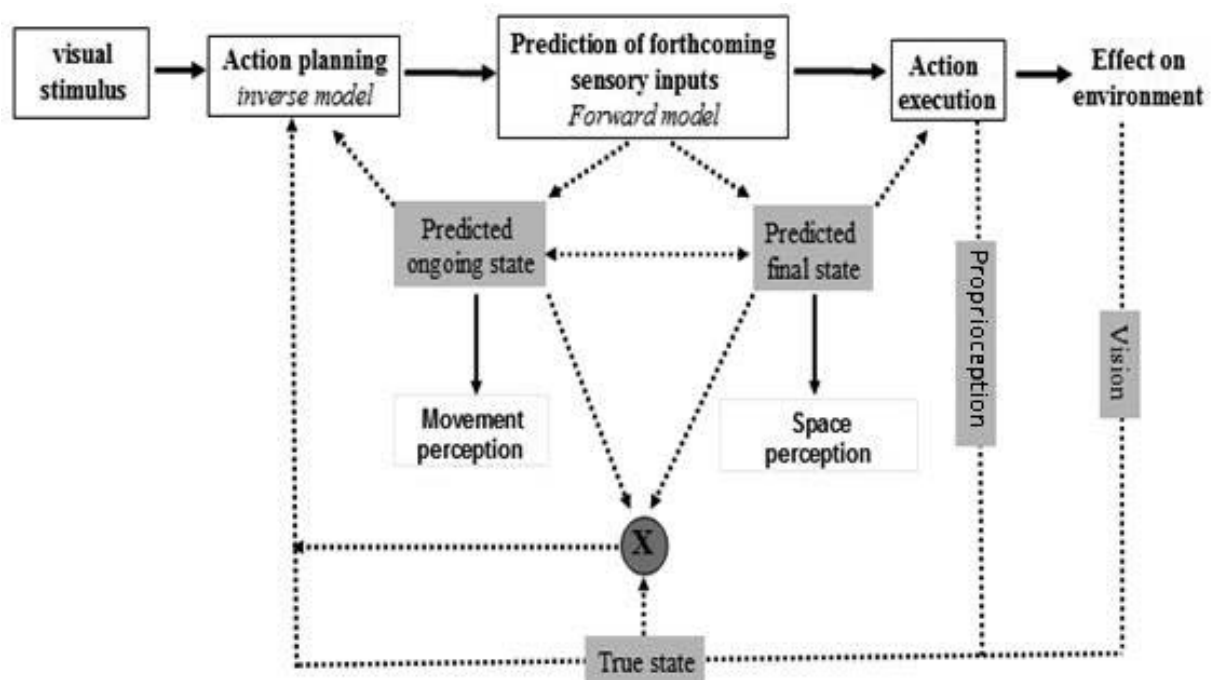 visual
stimulus
Action planning
inverse model
Prediction of forthcoming
sensory inputs
Forward model
Action
execution
Effect on
environment
Predicted
ongoing state
Predicted
final state
Proprioception
Vision
Movement
perception
Space
perception
X
True state